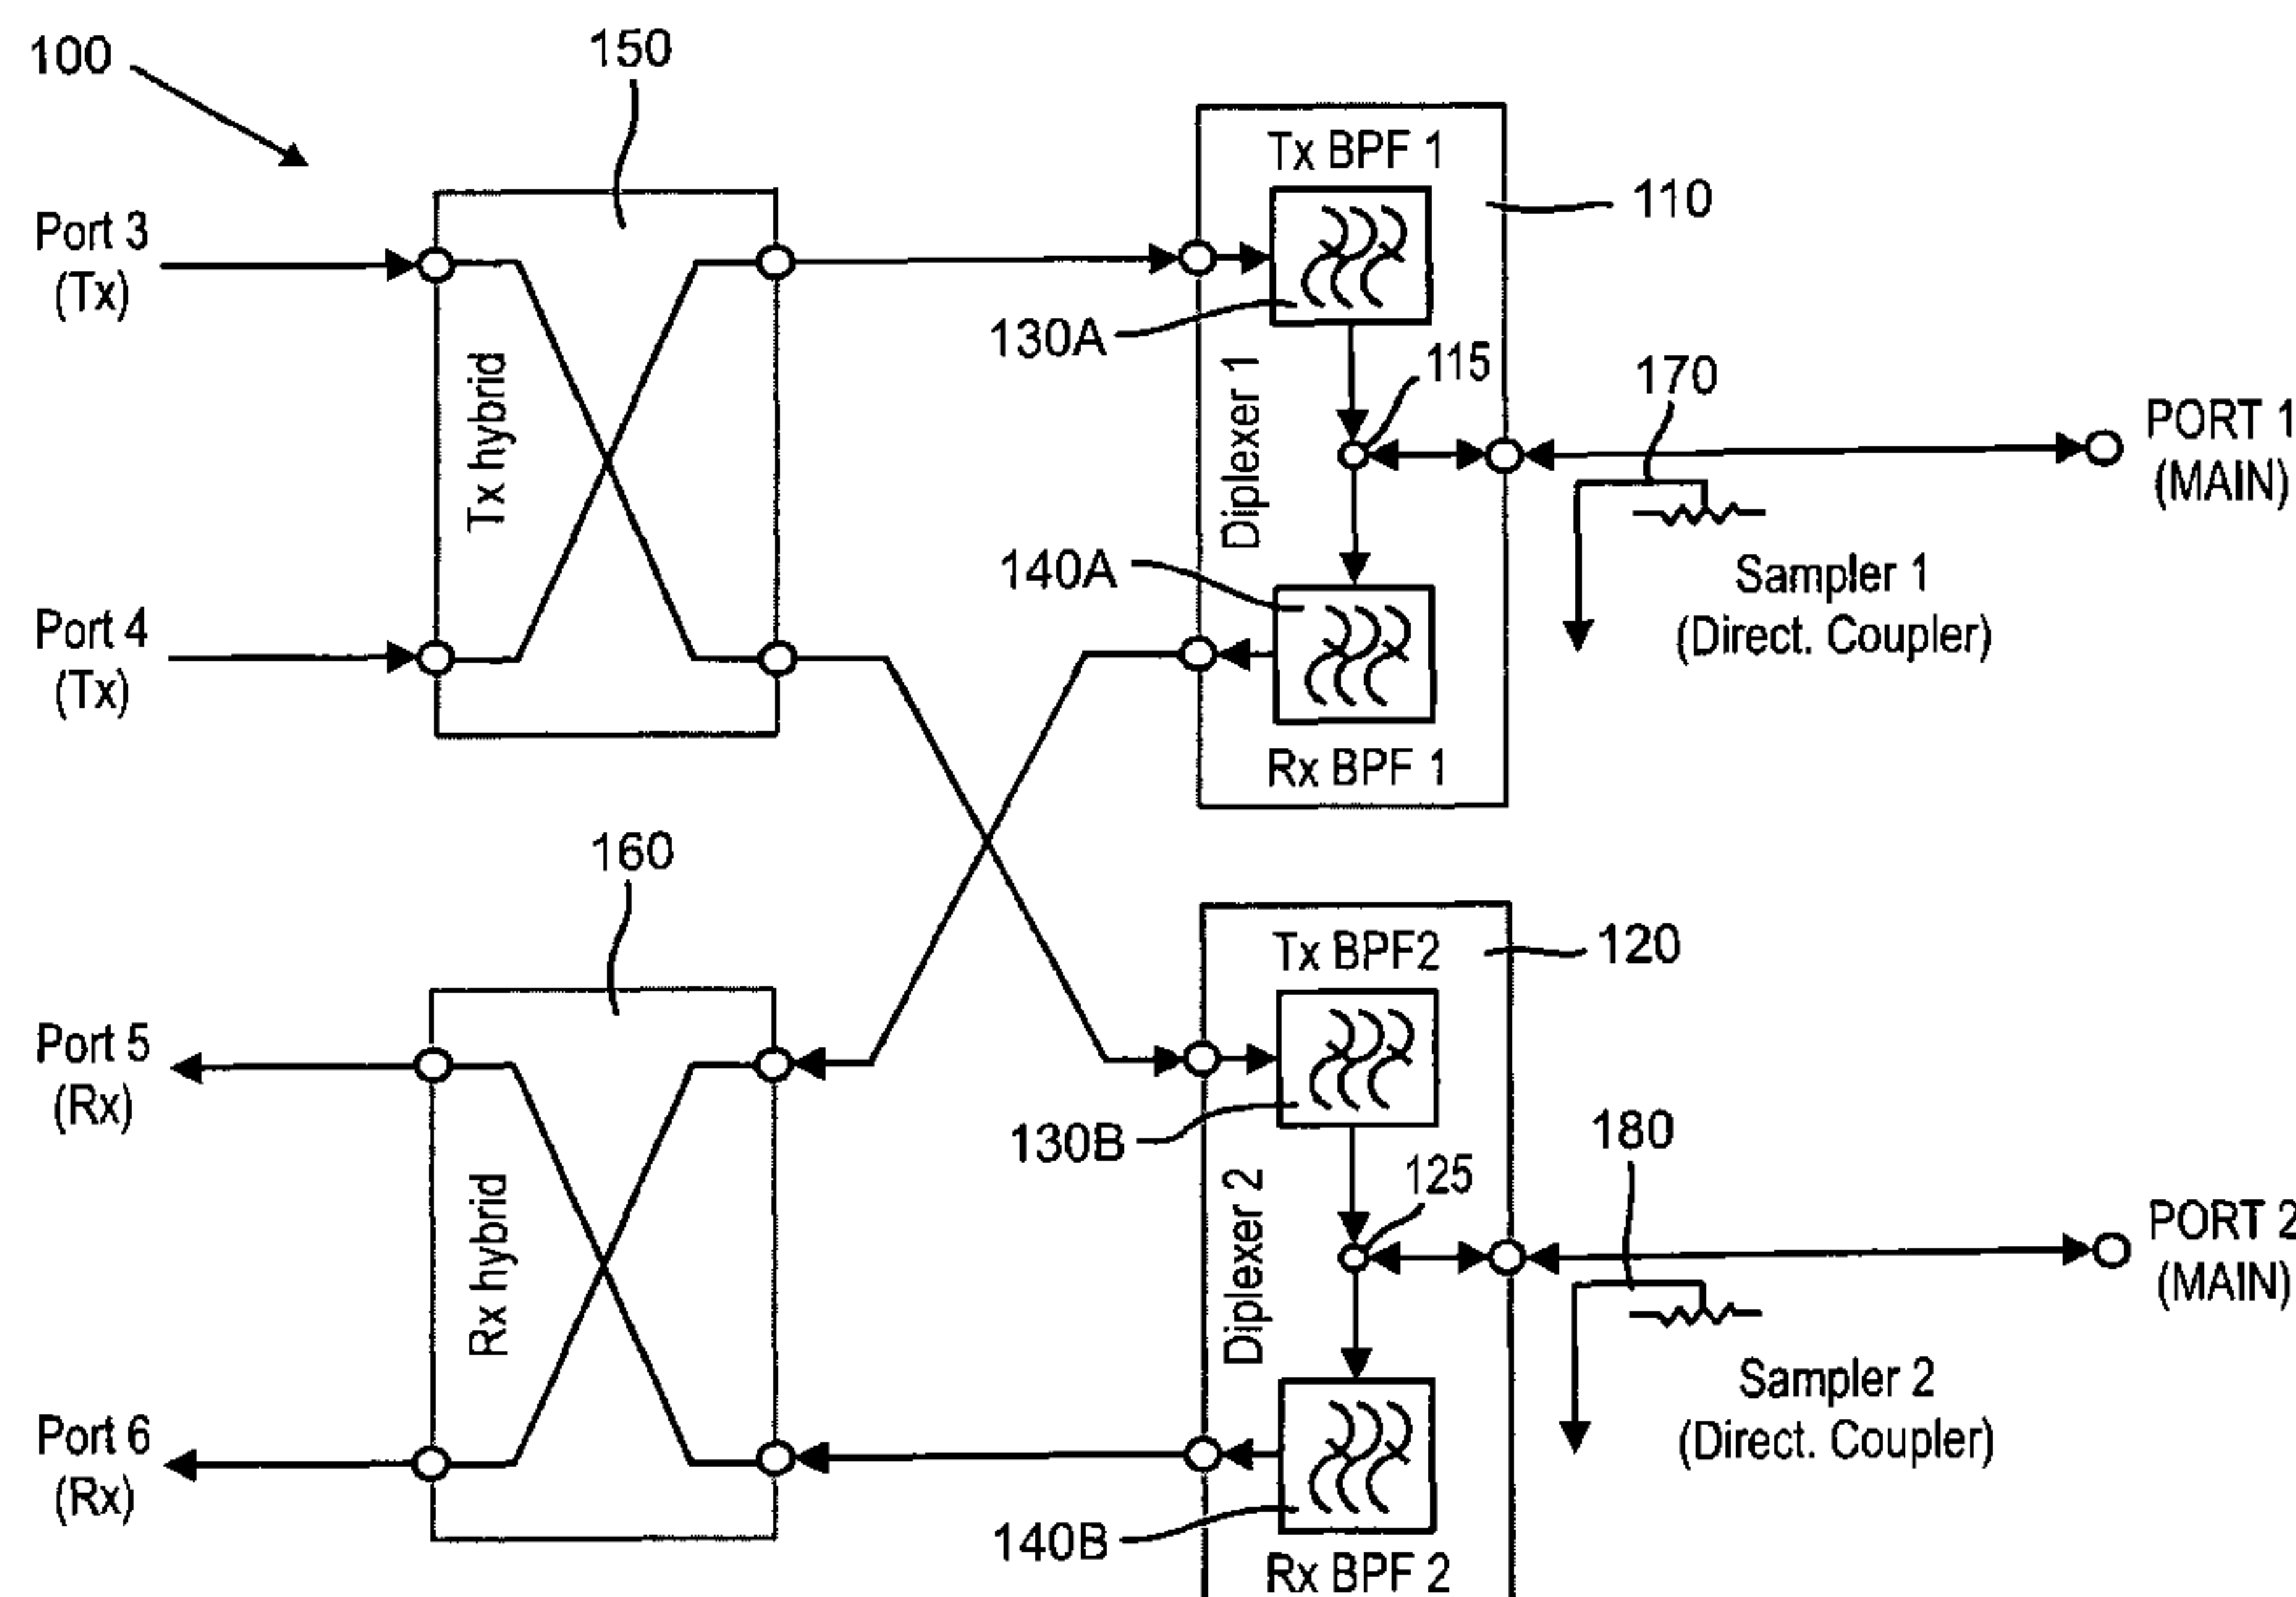 100
150
Port 3
(Tx)
Tx hybrid
Port 4
(Tx)
Tx BPF 1
110
130A
Diplexer 1
115
170
PORT 1
(MAIN)
140A
Sampler 1
(Direct. Coupler)
Rx BPF 1
160
Port 5
(Rx)
Rx hybrid
Port 6
(Rx)
Tx BPF2
120
130B
Diplexer 2
125
180
PORT 2
(MAIN)
Sampler 2
(Direct. Coupler)
140B
Rx BPF 2